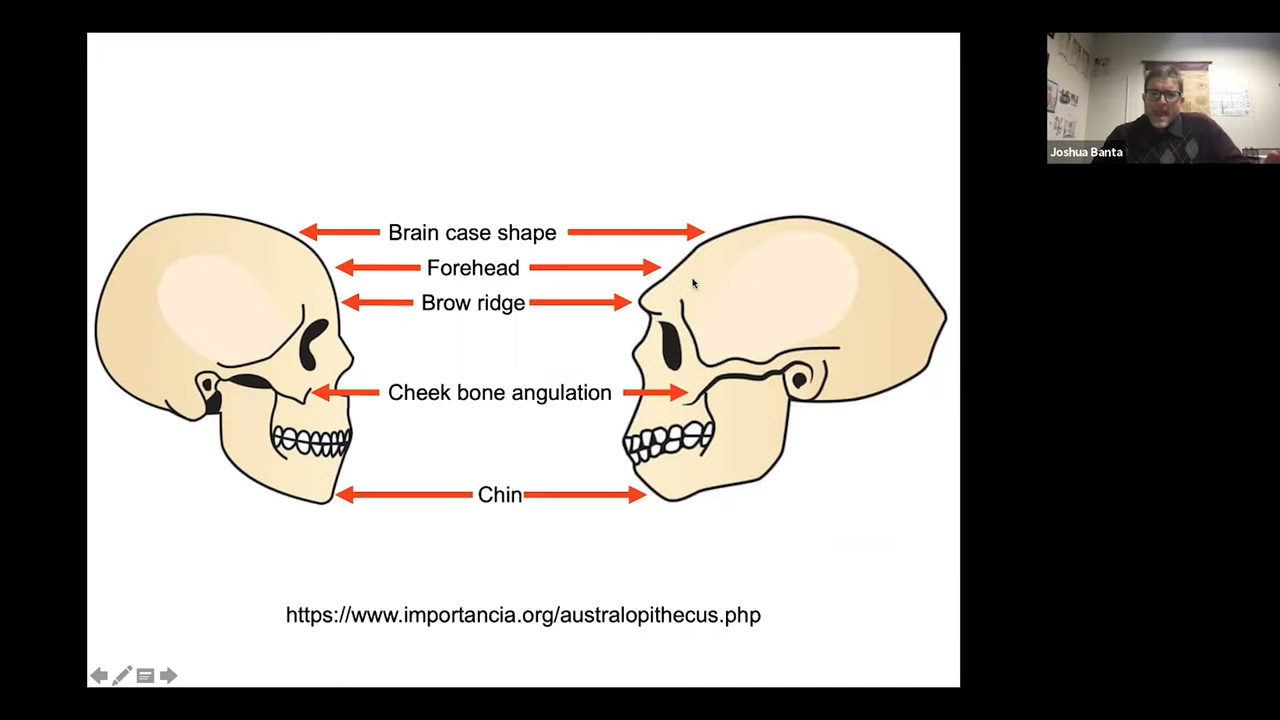 Joshua Banta
Brain case shape
Forehead
Brow ridge
Cheek bone angulation
Chin
https://www.importancia.org/australopithecus.php